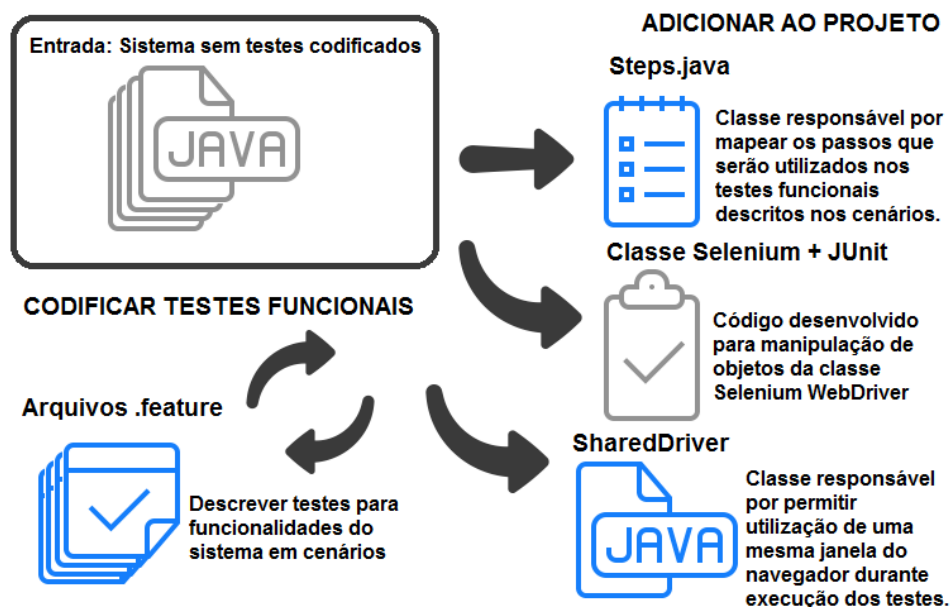 Entrada: Sistema sem testes codificados
JAVA
CODIFICAR TESTES FUNCIONAIS
Arquivos .feature
Descrever testes para
funcionalidades do
sistema em cenários
ADICIONAR AO PROJETO
Steps.java
Classe responsável por
mapear os passos que
serão utilizados nos
testes funcionais
descritos nos cenários.
Classe Selenium + JUnit
Código desenvolvido
para manipulação de
objetos da classe
Selenium WebDriver
SharedDriver
JAVA
Classe responsável
por permitir
utilização de uma
mesma janela do
navegador durante
execução dos testes.